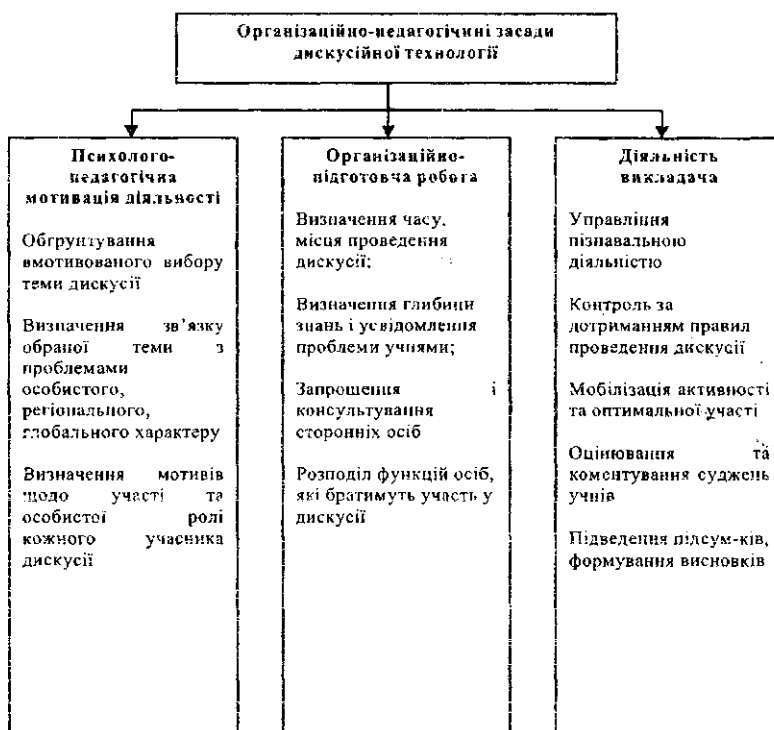 Організаційно-педагогічні засади
дискусійної технології
Психолого-
педагогічна
мотивація діяльності
Обґрунтування
вмотивованого вибору
теми дискусії
Визначення зв’язку
обраної теми з
проблемами
особистого,
регіонального,
глобального характеру
Визначення мотивів
щодо участі та
особистої ролі
кожного учасника
дискусії
Організаційно-
підготовча робота
Визначення часу,
місця проведення
дискусії;
Визначення глибини
знань і усвідомлення
проблеми учнями;
Запрошення і
консультування
сторонніх осіб
Розподіл функцій осіб,
які братимуть участь у
дискусії
Діяльність
викладача
Управління
пізнавальною
діяльністю
Контроль за
дотриманням правил
проведення дискусії
Мобілізація активності
та оптимальної участі
Оцінювання та
коментування суджень
учнів
Підведення підсум-ків,
формування висновків